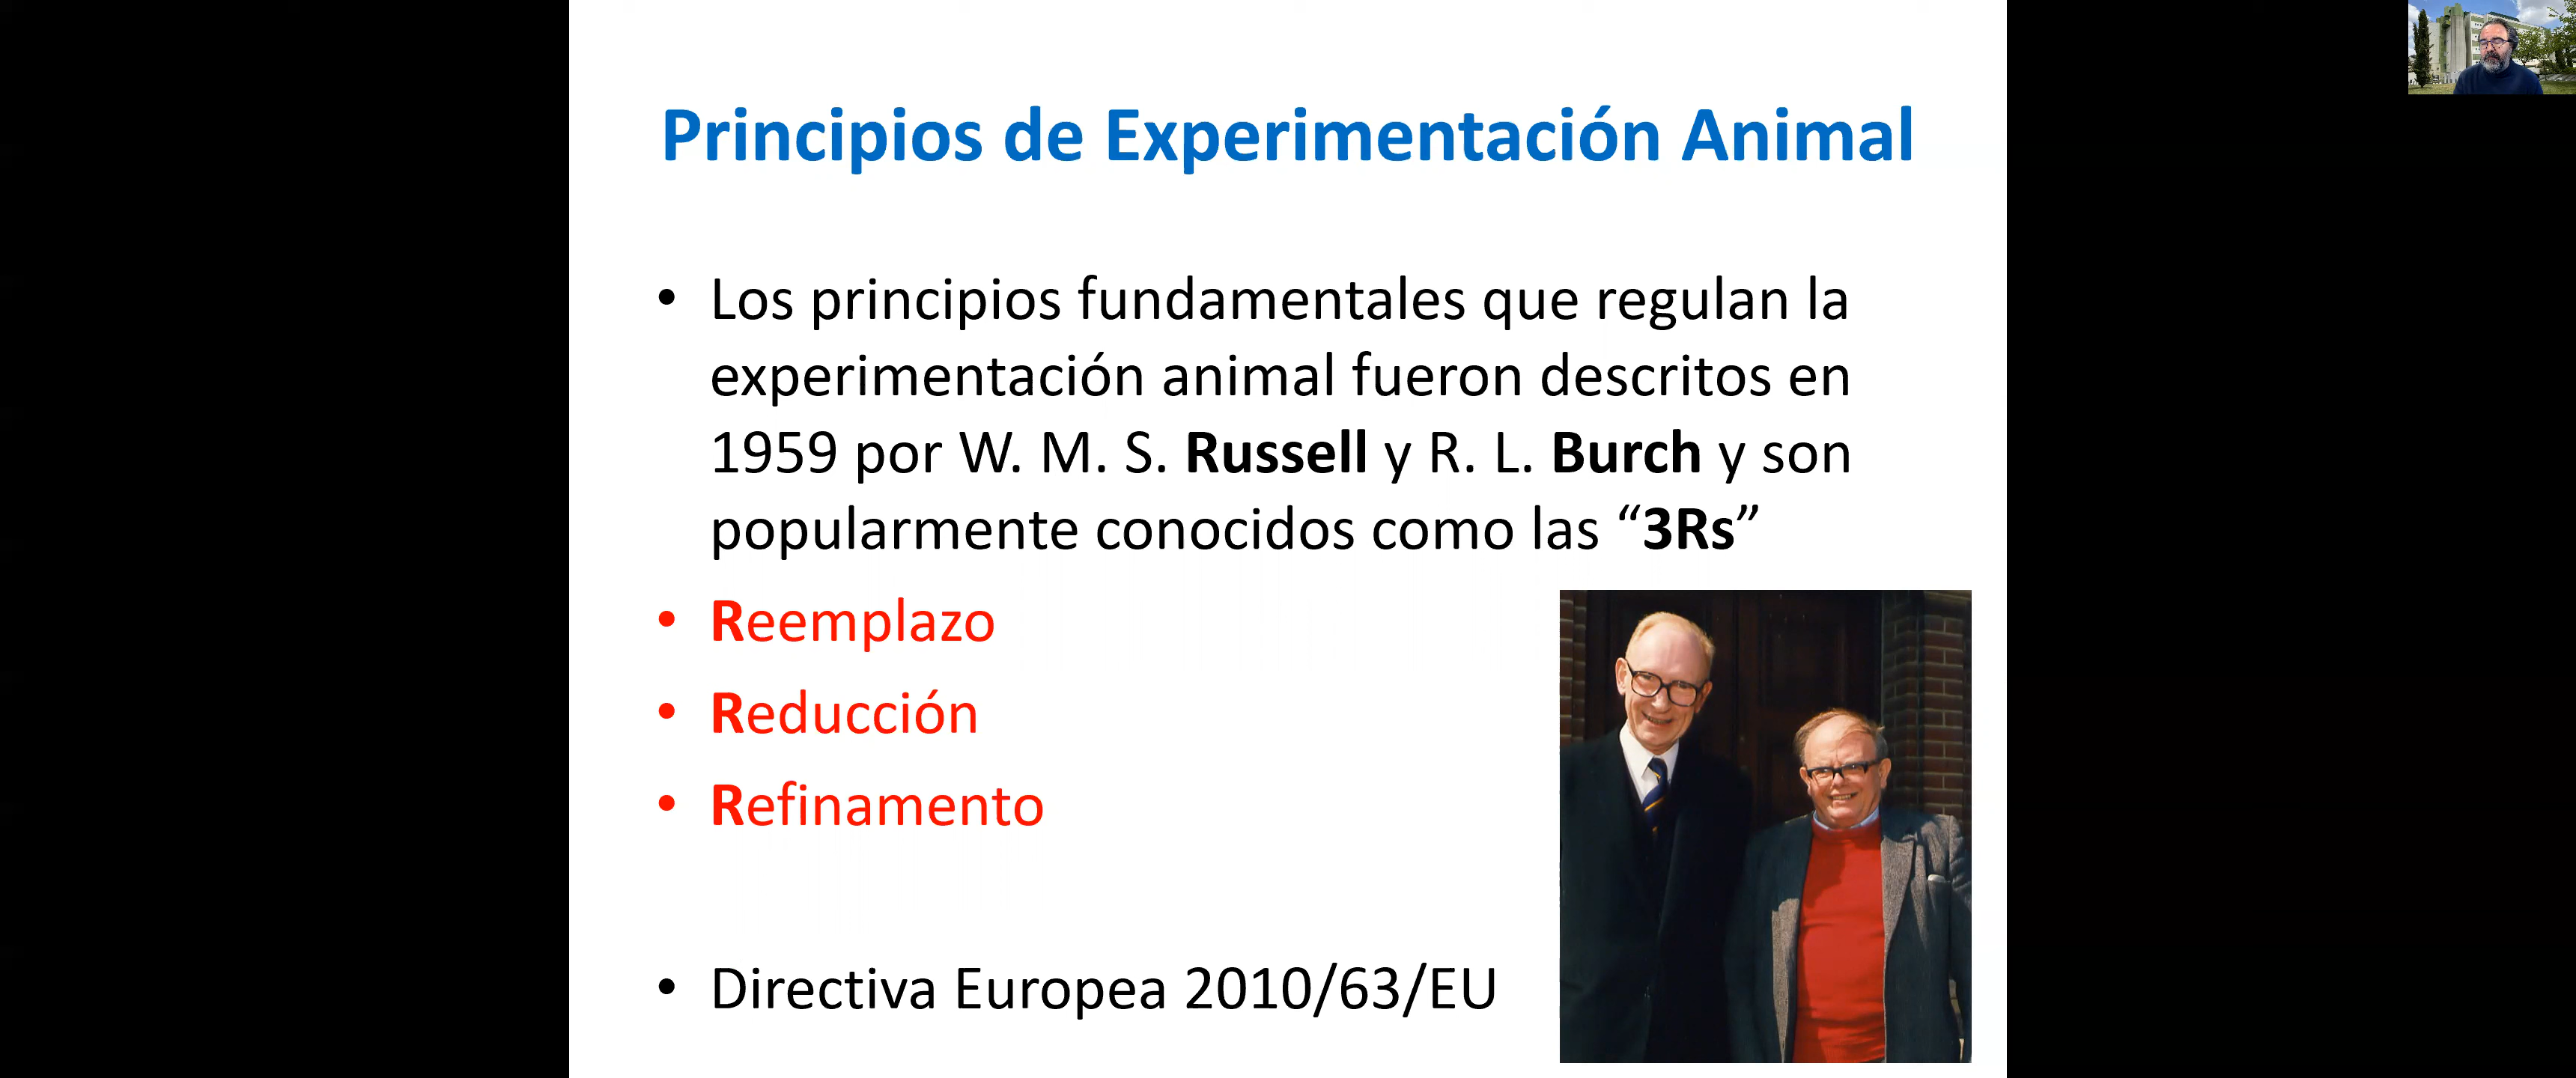 Principios de Experimentación Animal
• Los principios fundamentales que regulan la
experimentación animal fueron descritos en
1959 por W. M. S. Russell y R. L. Burch y son
popularmente conocidos como las “3Rs”
• Reemplazo
• Reducción
• Refinamento
• Directiva Europea 2010/63/EU